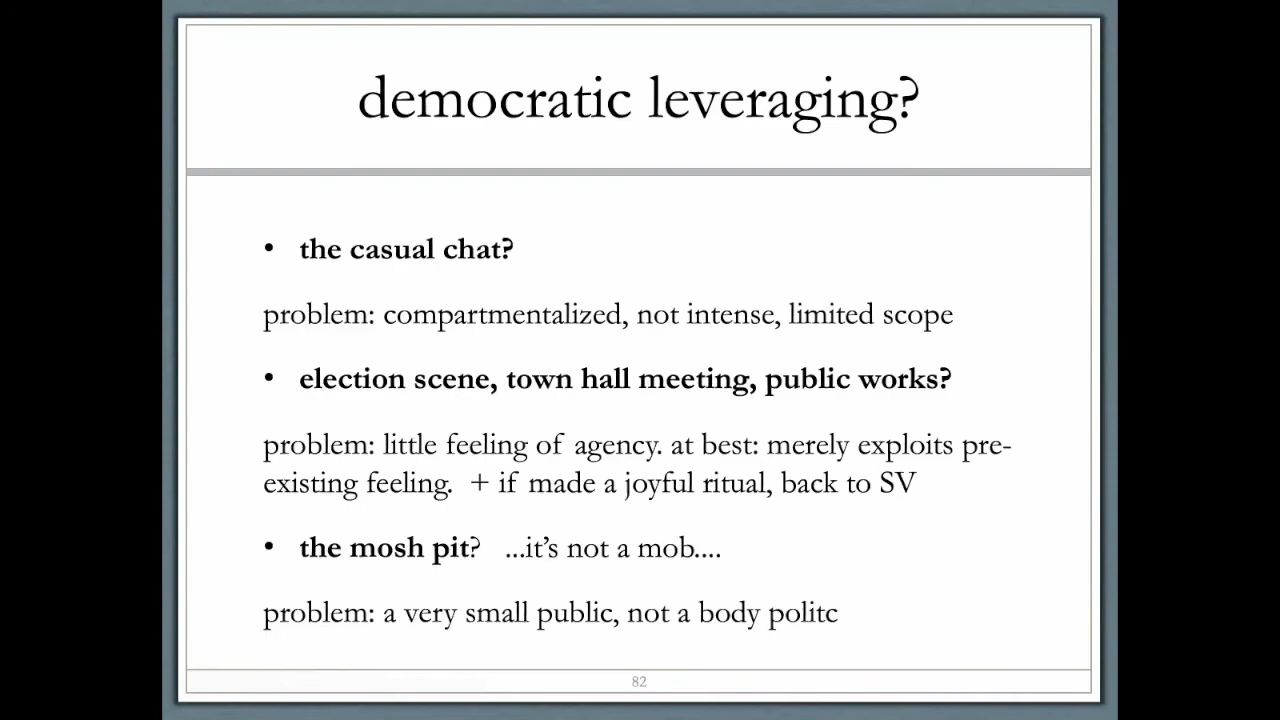 democratic leveraging?
• the casual chat?
problem: compartmentalized, not intense, limited scope
• election scene, town hall meeting, public works?
problem: little feeling of agency. at best: merely exploits pre-
existing feeling. + if made a joyful ritual, back to SV
• the mosh pit? ...it's not a mob....
problem: a very small public, not a body politc
82